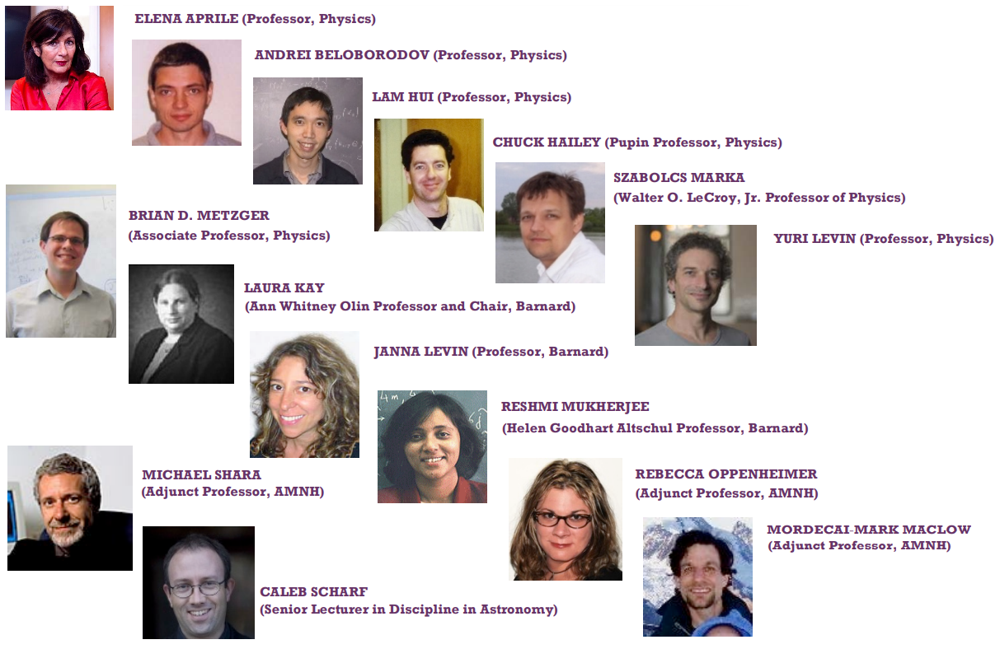 ELENA APRILE (Professor, Physics)
ANDREI BELOBORODOV (Professor, Physics)
LAM HUI (Professor, Physics)
CHUCK HAILEY (Pupin Professor, Physics)
SZABOLCS MARKA
(Walter O. LeCroy, Jr. Professor of Physics)
BRIAN D. METZGER
(Associate Professor, Physics)
YURI LEVIN (Professor, Physics)
LAURA KAY
(Ann Whitney Olin Professor and Chair, Barnard)
JANNA LEVIN (Professor, Barnard)
RESHMI MUKHERJEE
(Helen Goodhart Altschul Professor, Barnard)
MICHAEL SHARA
(Adjunct Professor, AMNH)
REBECCA OPPENHEIMER
(Adjunct Professor, AMNH)
MORDECAI-MARK MACLOW
(Adjunct Professor, AMNH)
CALEB SCHARF
(Senior Lecturer in Discipline in Astronomy)